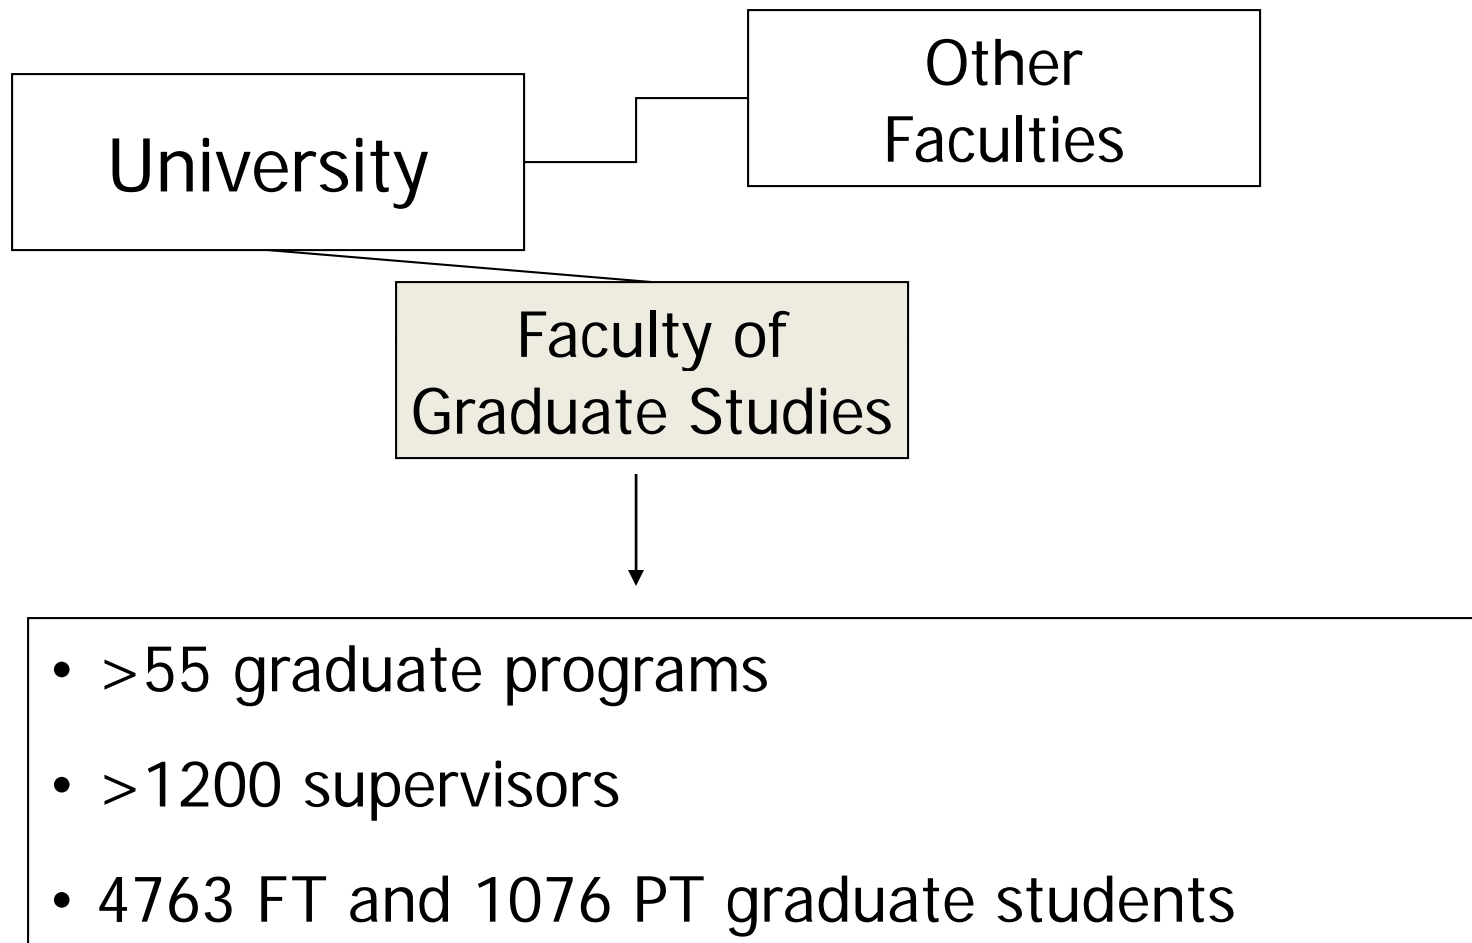 Other
Faculties
University
Faculty of
Graduate Studies
• >55 graduate programs
• >1200 supervisors
• 4763 FT and 1076 PT graduate students